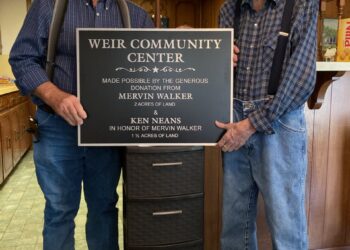 WEIR COMMUNITY
CENTER
MADE POSSIBLE BY THE GENEROUS
DONATION FROM
MERVIN WALKER
2 ACRES OF LAND
&
KEN NEANS
IN HONOR OF MERVIN WALKER
1 ½ ACRES OF LAND